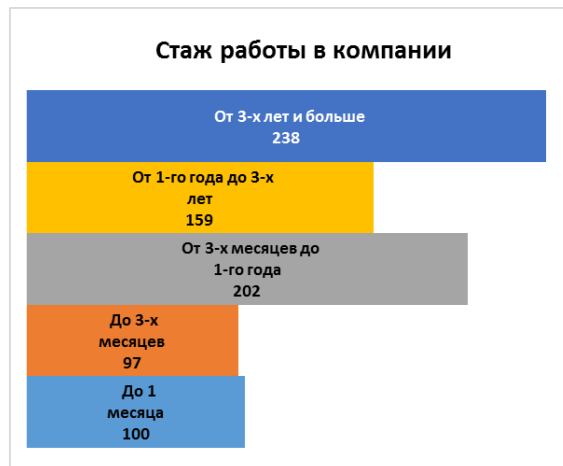 Стаж работы в компании
От 3-х лет и больше
238
От 1-го года до 3-х
лет
159
От 3-х месяцев до
1-го года
202
До 3-х
месяцев
97
До 1
месяца
100